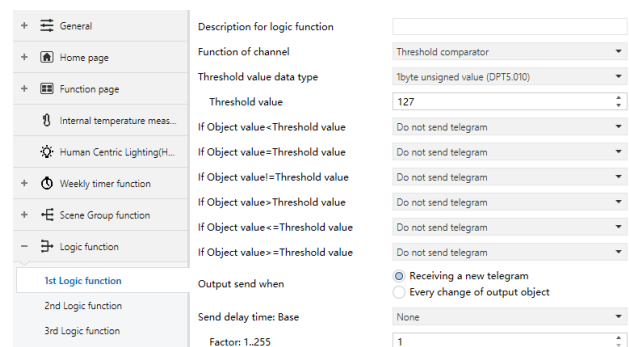 General
Home page
Function page
Internal temperature meas...
Human Centric Lighting(H...
Weekly timer function
Scene Group function
Logic function
1st Logic function
2nd Logic function
3rd Logic function
Description for logic function
Function of channel Threshold comparator
Threshold value data type 1byte unsigned value (DPT5.010)
Threshold value 127
If Object value<Threshold value Do not send telegram
If Object value=Threshold value Do not send telegram
If Object value!=Threshold value Do not send telegram
If Object value>Threshold value Do not send telegram
If Object value<=Threshold value Do not send telegram
If Object value>=Threshold value Do not send telegram
Output send when Receiving a new telegram
Every change of output object
Send delay time: Base None
Factor: 1..255 1